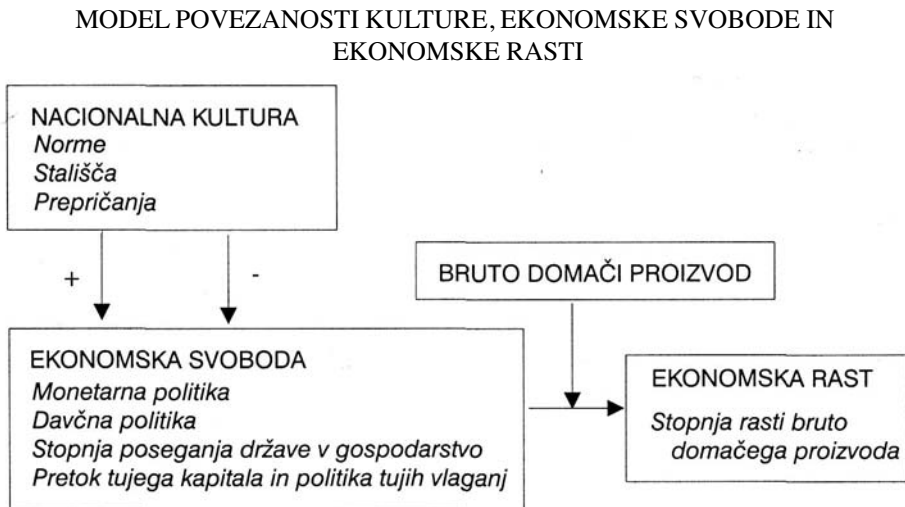 MODEL POVEZANOSTI KULTURE, EKONOMSKE SVOBODE IN
EKONOMSKE RASTI
NACIONALNA KULTURA
Norme
Stališča
Prepričanja
+
-
BRUTO DOMAČI PROIZVOD
EKONOMSKA SVOBODA
Monetarna politika
Davčna politika
Stopnja poseganja države v gospodarstvo
Pretok tujega kapitala in politika tujih vlaganj
EKONOMSKA RAST
Stopnja rasti bruto
domačega proizvoda